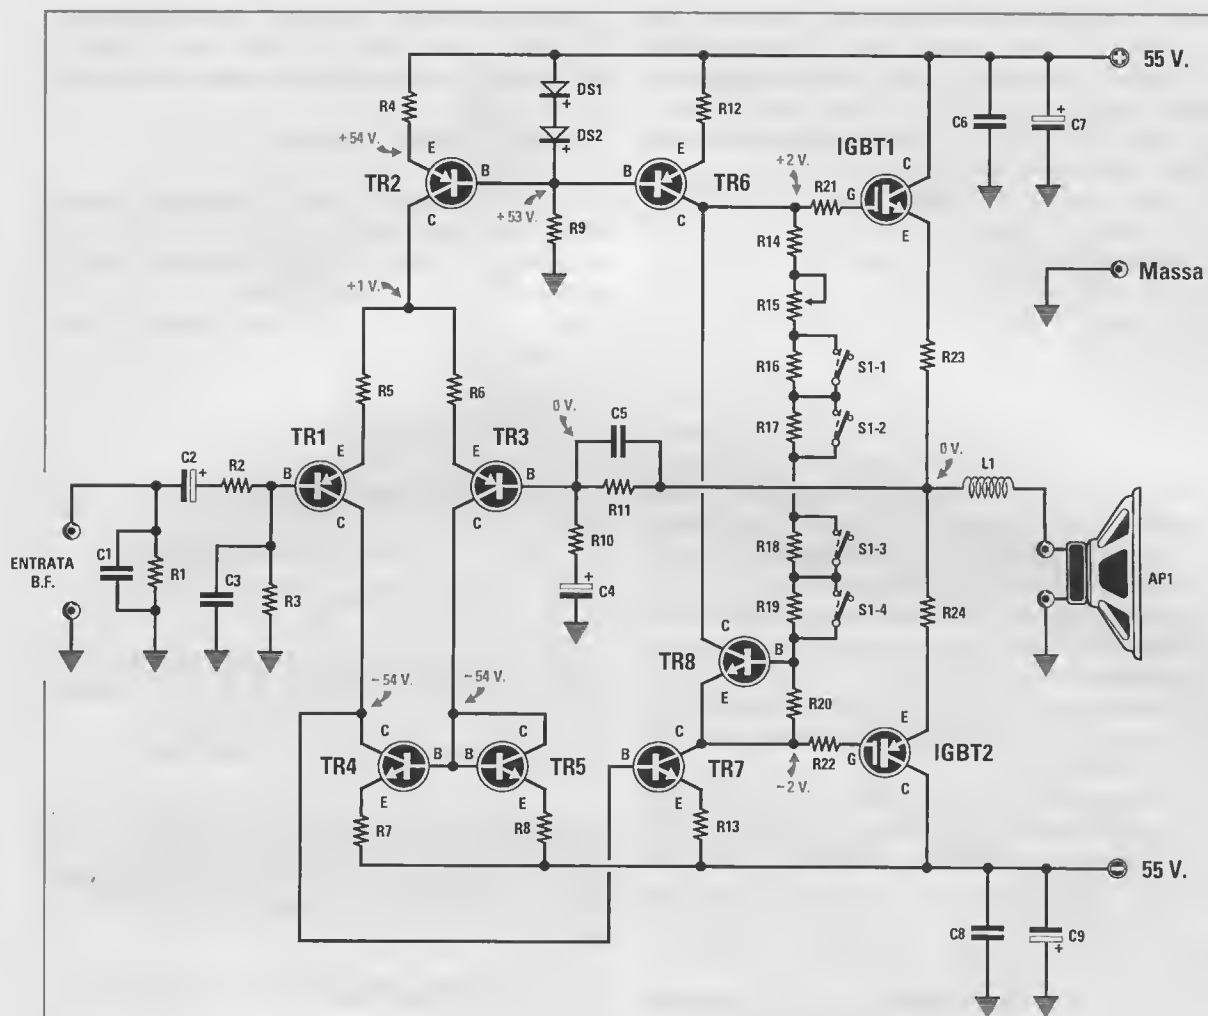 55 V.
R4
DS1
DS2
R12
C6
C7
+54 V.
E
B
C
TR2
+53 V.
R9
B
E
C
TR6
+2 V.
R21
IGBT1
C
G
E
R14
+1 V.
R15
Massa
R5
R6
R16
S1-1
R23
R17
S1-2
0 V.
C5
TR1
TR3
C2
R2
B
E
C
E
B
C
R11
0 V.
L1
ENTRATA
B.F.
C1
R1
C3
R3
R10
C4
R18
S1-3
R19
S1-4
R24
AP1
TR8
C
B
E
-54 V.
-54 V.
R20
TR4
C
B
E
B
C
E
TR5
B
C
E
TR7
R22
-2 V.
E
G
C
IGBT2
R7
R8
R13
55 V.
C8
C9